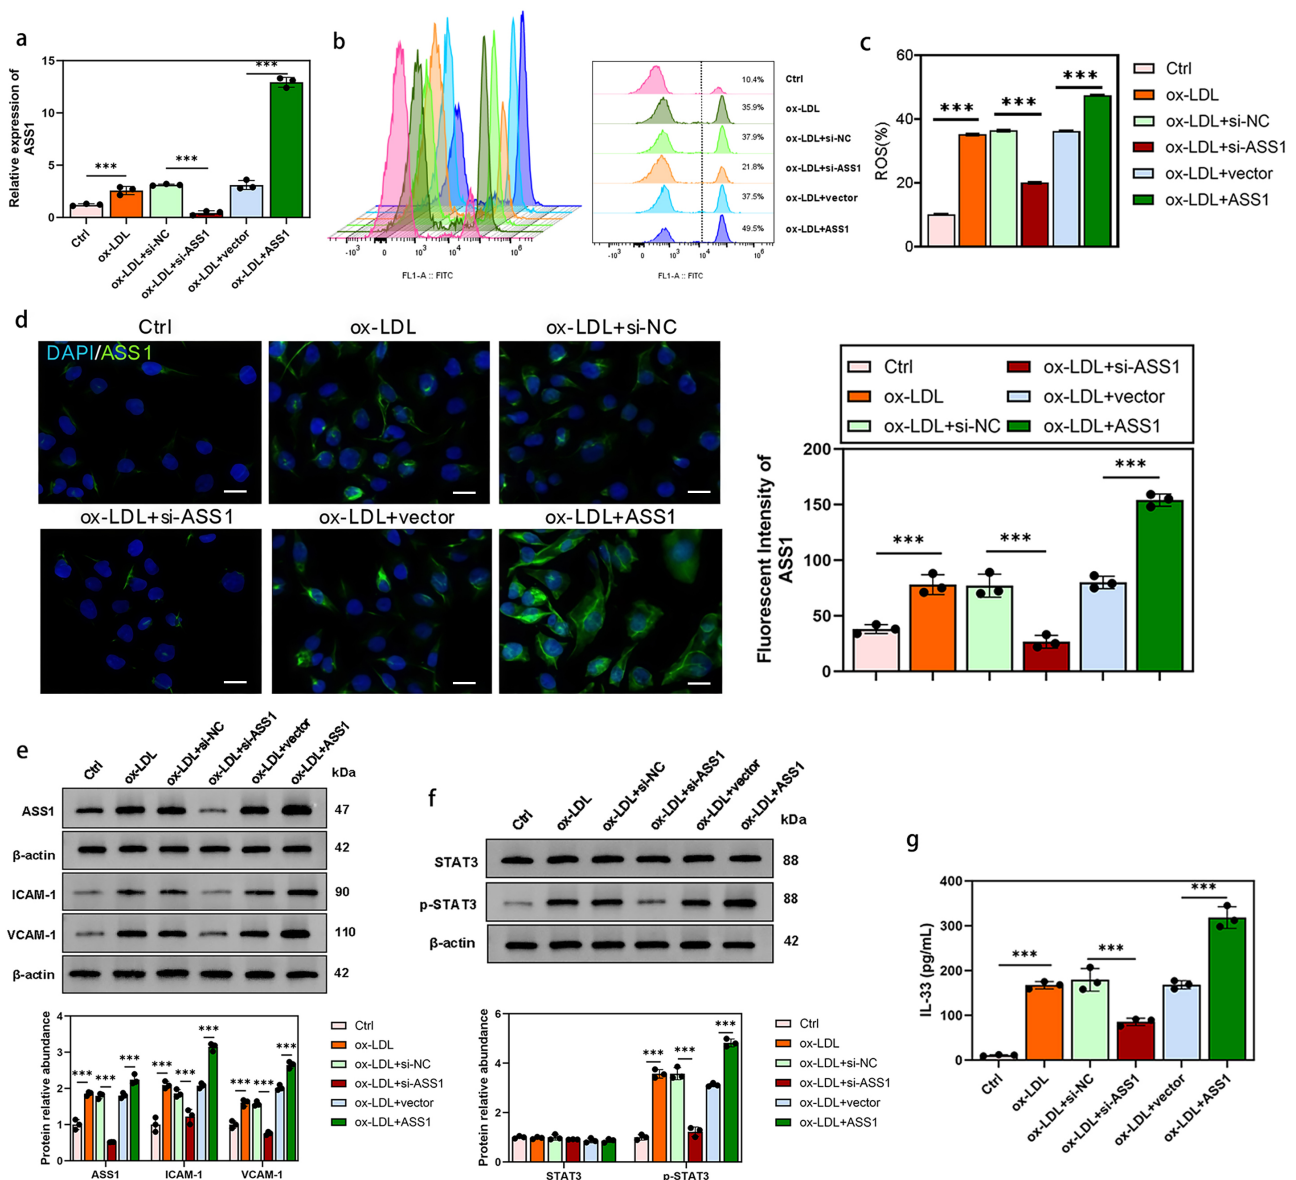 a
Relative expression of
ASS1
15
10
5
0
***
***
***
Ctrl
ox-LDL
ox-LDL+si-NC
ox-LDL+si-ASS1
ox-LDL+vector
ox-LDL+ASS1
b
-10³ 10³ 10⁴ 10⁶
FL1-A :: FITC
10.4% Ctrl
35.9% ox-LDL
37.9% ox-LDL+si-NC
21.8% ox-LDL+si-ASS1
37.5% ox-LDL+vector
49.5% ox-LDL+ASS1
-10³ 10³ 10⁴ 10⁶
FL1-A :: FITC
c
ROS(%)
60
40
20
0
***
***
***
Ctrl
ox-LDL
ox-LDL+si-NC
ox-LDL+si-ASS1
ox-LDL+vector
ox-LDL+ASS1
d
Ctrl
ox-LDL
ox-LDL+si-NC
DAPI/ASS1
ox-LDL+si-ASS1
ox-LDL+vector
ox-LDL+ASS1
Ctrl
ox-LDL
ox-LDL+si-NC
ox-LDL+si-ASS1
ox-LDL+vector
ox-LDL+ASS1
Fluorescent Intensity of
ASS1
200
150
100
50
0
***
***
***
e
Ctrl
ox-LDL
ox-LDL+si-NC
ox-LDL+si-ASS1
ox-LDL+vector
ox-LDL+ASS1
kDa
ASS1 47
β-actin 42
ICAM-1 90
VCAM-1 110
β-actin 42
Protein relative abundance
4
3
2
1
0
*** *** ***
*** *** ***
*** *** ***
ASS1 ICAM-1 VCAM-1
Ctrl
ox-LDL
ox-LDL+si-NC
ox-LDL+si-ASS1
ox-LDL+vector
ox-LDL+ASS1
f
Ctrl
ox-LDL
ox-LDL+si-NC
ox-LDL+si-ASS1
ox-LDL+vector
ox-LDL+ASS1
kDa
STAT3 88
p-STAT3 88
β-actin 42
Protein relative abundance
6
4
2
0
***
***
***
STAT3 p-STAT3
Ctrl
ox-LDL
ox-LDL+si-NC
ox-LDL+si-ASS1
ox-LDL+vector
ox-LDL+ASS1
g
IL-33 (pg/mL)
400
300
200
100
0
***
***
***
Ctrl
ox-LDL
ox-LDL+si-NC
ox-LDL+si-ASS1
ox-LDL+vector
ox-LDL+ASS1